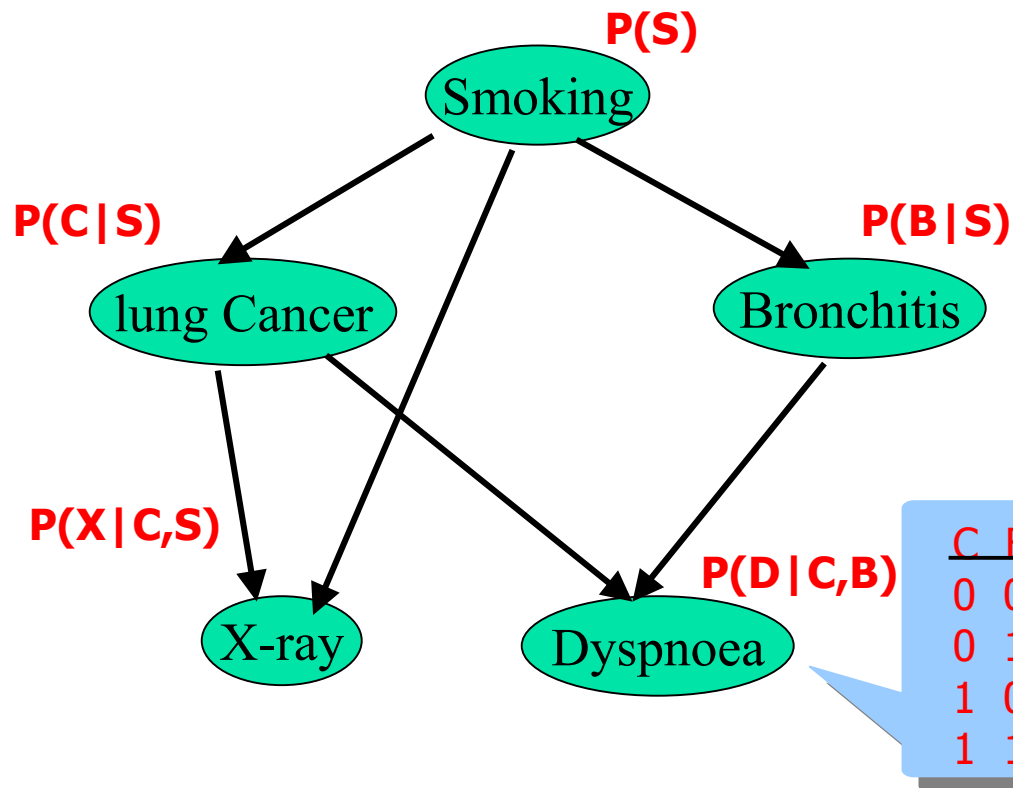 P(S)
Smoking
P(C|S)
P(B|S)
lung Cancer
Bronchitis
P(X|C,S)
P(D|C,B)
X-ray
Dyspnoea
C
0
0
1
1